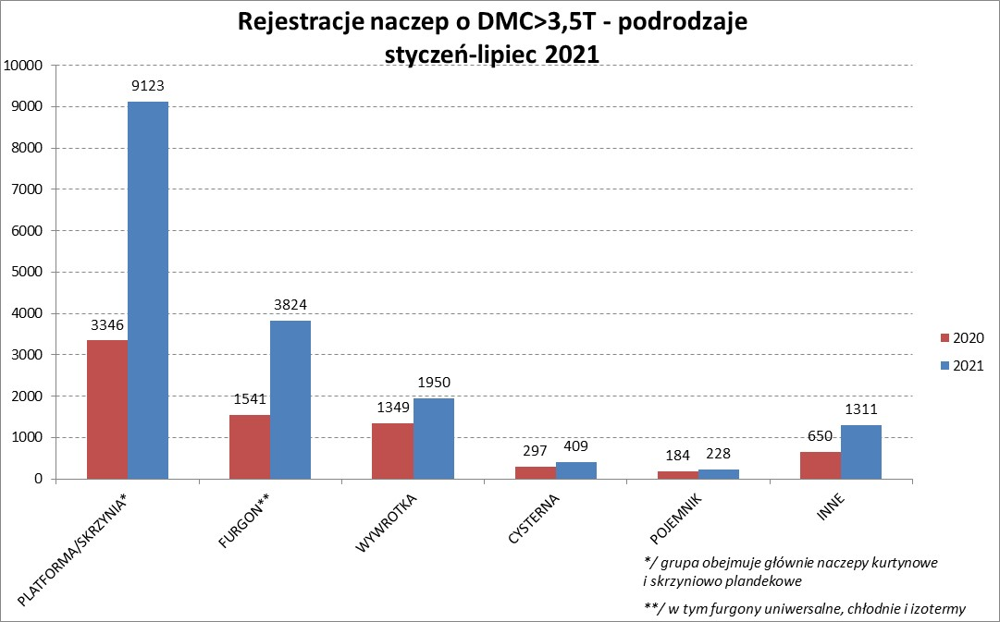 Rejestracje naczep o DMC>3,5T - podrodzaje
styczeń-lipiec 2021
10000
9000
8000
7000
6000
5000
4000
3000
2000
1000
0
3346
9123
1541
3824
1349
1950
297
409
184
228
650
1311
PLATFORMA/SKRZYNIA*
FURGON**
WYWROTKA
CYSTERNA
POJEMNIK
INNE
2020
2021
*/ grupa obejmuje głównie naczepy kurtynowe
i skrzyniowo plandekowe
**/ w tym furgony uniwersalne, chłodnie i izotermy